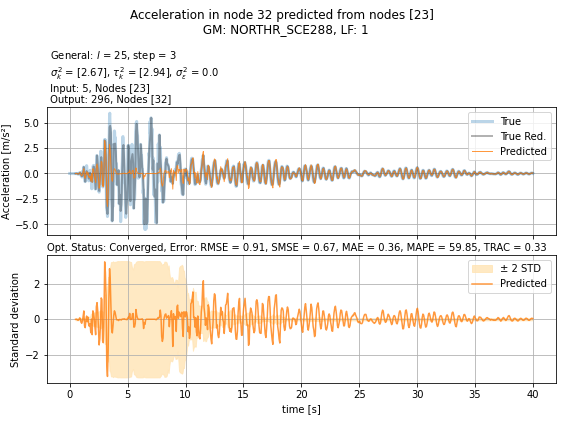 Acceleration in node 32 predicted from nodes [23]
GM: NORTHR_SCE288, LF: 1
General: l = 25, step = 3
σ²ₖ = [2.67], τ²ₖ = [2.94], σ²ε = 0.0
Input: 5, Nodes [23]
Output: 296, Nodes [32]
Acceleration [m/s²]
5.0
2.5
0.0
−2.5
−5.0
True
True Red.
Predicted
Opt. Status: Converged, Error: RMSE = 0.91, SMSE = 0.67, MAE = 0.36, MAPE = 59.85, TRAC = 0.33
Standard deviation
2
0
−2
± 2 STD
Predicted
0 5 10 15 20 25 30 35 40
time [s]